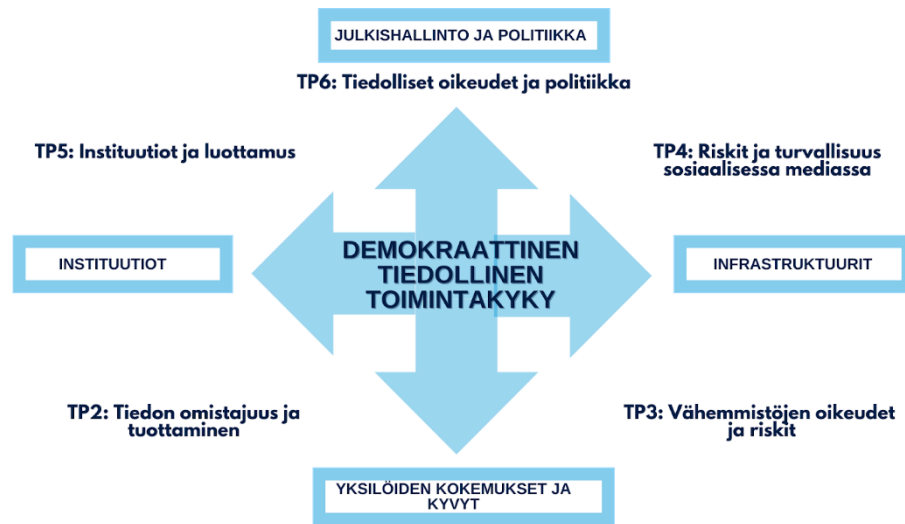 JULKISHALLINTO JA POLITIIKKA
TP6: Tiedolliset oikeudet ja politiikka
TP5: Instituutiot ja luottamus
TP4: Riskit ja turvallisuus
sosiaalisessa mediassa
INSTITUUTIOT
DEMOKRAATTINEN
TIEDOLLINEN
TOIMINTAKYKY
INFRASTRUKTUURIT
TP2: Tiedon omistajuus ja
tuottaminen
TP3: Vähemmistöjen oikeudet
ja riskit
YKSILÖIDEN KOKEMUKSET JA
KYVYT